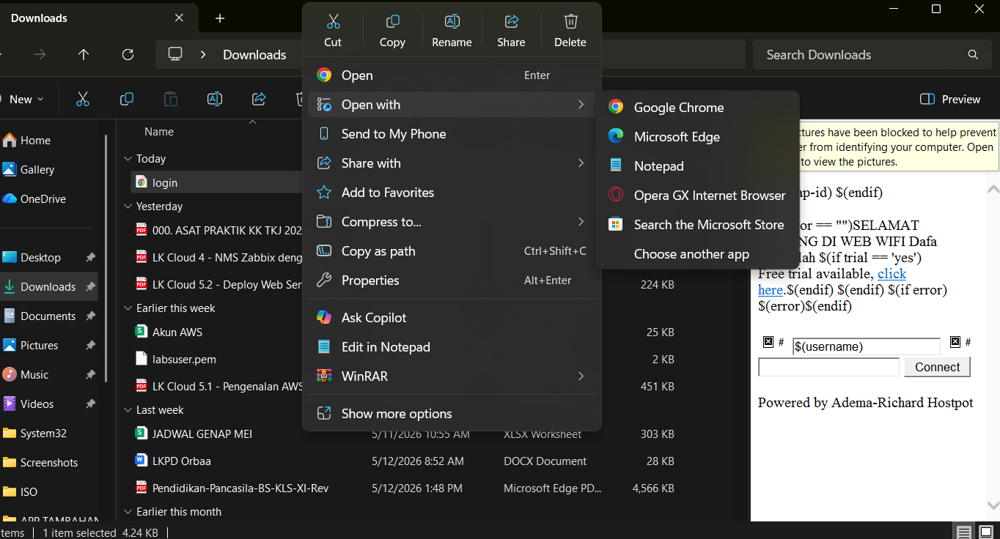 Downloads
Cut Copy Rename Share Delete
Downloads
Search Downloads
New
Preview
Home
Gallery
OneDrive
Desktop
Downloads
Documents
Pictures
Music
Videos
System32
Screenshots
ISO
APP TAMBAHAN
Name
Today
login
Yesterday
000. ASAT PRAKTIK KK TKJ 202
LK Cloud 4 - NMS Zabbix deng
LK Cloud 5.2 - Deploy Web Ser
224 KB
Earlier this week
Akun AWS
25 KB
labsuser.pem
2 KB
LK Cloud 5.1 - Pengenalan AWS
451 KB
Last week
JADWAL GENAP MEI 5/11/2026 10:55 AM XLSX Worksheet 303 KB
LKPD Orbaa 5/12/2026 8:52 AM DOCX Document 28 KB
Pendidikan-Pancasila-BS-KLS-XI-Rev 5/12/2026 1:48 PM Microsoft Edge PD... 4,566 KB
Earlier this month
Open Enter
Open with
Send to My Phone
Share with
Add to Favorites
Compress to...
Copy as path Ctrl+Shift+C
Properties Alt+Enter
Ask Copilot
Edit in Notepad
WinRAR
Show more options
Google Chrome
Microsoft Edge
Notepad
Opera GX Internet Browser
Search the Microsoft Store
Choose another app
ctures have been blocked to help prevent
er from identifying your computer. Open
to view the pictures.
ap-id) $(endif)
or == "")SELAMAT
NG DI WEB WIFI Dafa
lah $(if trial == 'yes')
Free trial available, click
here.$(endif) $(endif) $(if error)
$(error)$(endif)
# $(username) #
Connect
Powered by Adema-Richard Hostpot
tems 1 item selected 4.24 KB